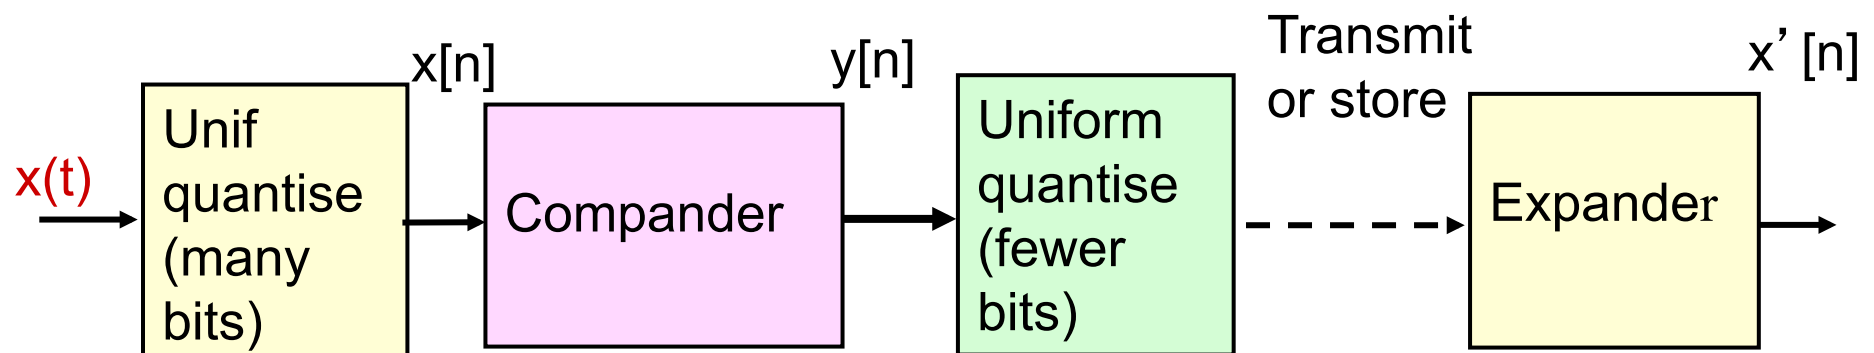 x(t)
Unif
quantise
(many
bits)
x[n]
Compander
y[n]
Uniform
quantise
(fewer
bits)
Transmit
or store
Expander
x’ [n]